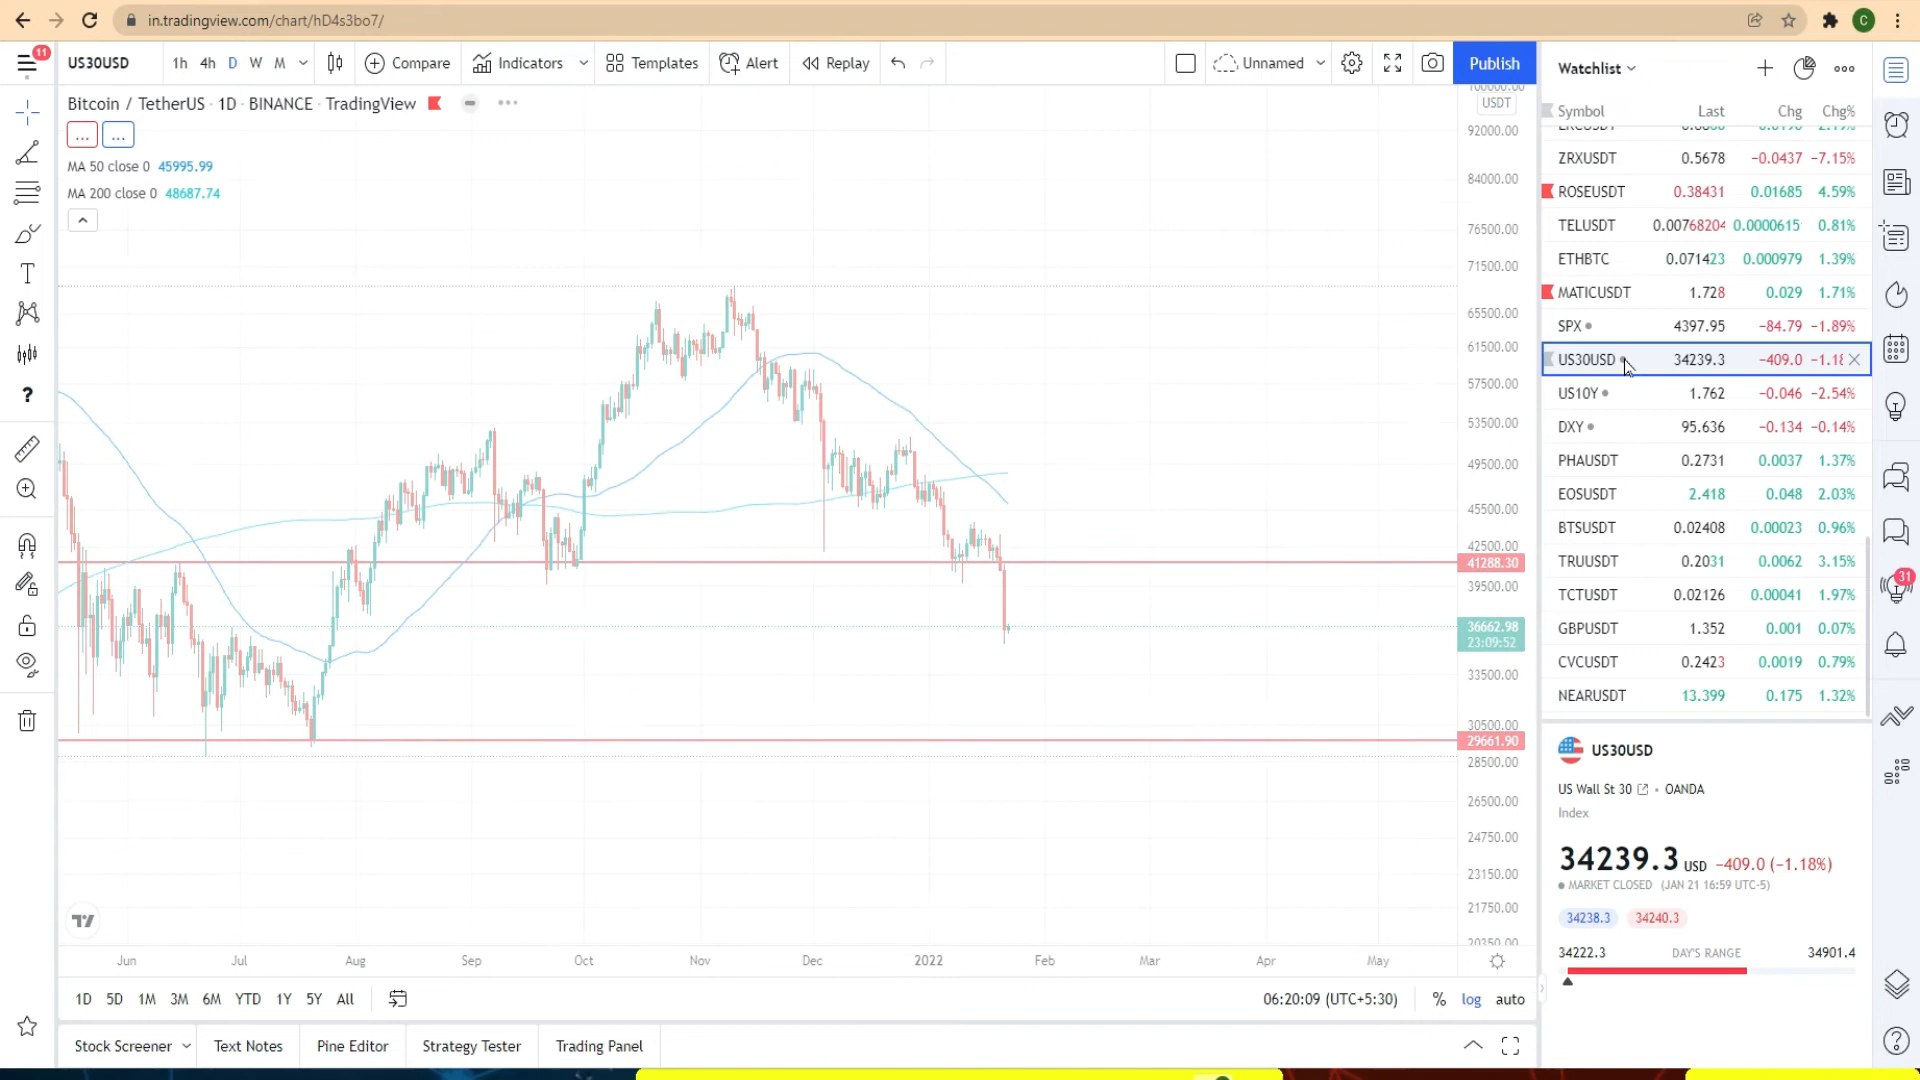 in.tradingview.com/chart/hD4s3bo7/
C
11
US30USD
1h 4h D W M
Compare
Indicators
Templates
Alert
Replay
Unnamed
Publish
Bitcoin / TetherUS · 1D · BINANCE · TradingView
MA 50 close 0 45995.99
MA 200 close 0 48687.74
100000.00
USDT
92000.00
84000.00
76500.00
71500.00
65500.00
61500.00
57500.00
53500.00
49500.00
45500.00
42500.00
41288.30
39500.00
36662.98
23:09:52
33500.00
30500.00
29661.90
28500.00
26500.00
24750.00
23150.00
21750.00
20350.00
Jun Jul Aug Sep Oct Nov Dec 2022 Feb Mar Apr May
1D 5D 1M 3M 6M YTD 1Y 5Y All
06:20:09 (UTC+5:30) % log auto
Stock Screener
Text Notes
Pine Editor
Strategy Tester
Trading Panel
Watchlist
Symbol Last Chg Chg%
ZRXUSDT 0.5678 −0.0437 −7.15%
ROSEUSDT 0.38431 0.01685 4.59%
TELUSDT 0.00768204 0.0000615 0.81%
ETHBTC 0.071423 0.000979 1.39%
MATICUSDT 1.728 0.029 1.71%
SPX 4397.95 −84.79 −1.89%
US30USD 34239.3 −409.0 −1.18
US10Y 1.762 −0.046 −2.54%
DXY 95.636 −0.134 −0.14%
PHAUSDT 0.2731 0.0037 1.37%
EOSUSDT 2.418 0.048 2.03%
BTSUSDT 0.02408 0.00023 0.96%
TRUUSDT 0.2031 0.0062 3.15%
TCTUSDT 0.02126 0.00041 1.97%
GBPUSDT 1.352 0.001 0.07%
CVCUSDT 0.2423 0.0019 0.79%
NEARUSDT 13.399 0.175 1.32%
US30USD
US Wall St 30 • OANDA
Index
34239.3 USD −409.0 (−1.18%)
MARKET CLOSED (JAN 21 16:59 UTC-5)
34238.3 34240.3
34222.3 DAY'S RANGE 34901.4
31